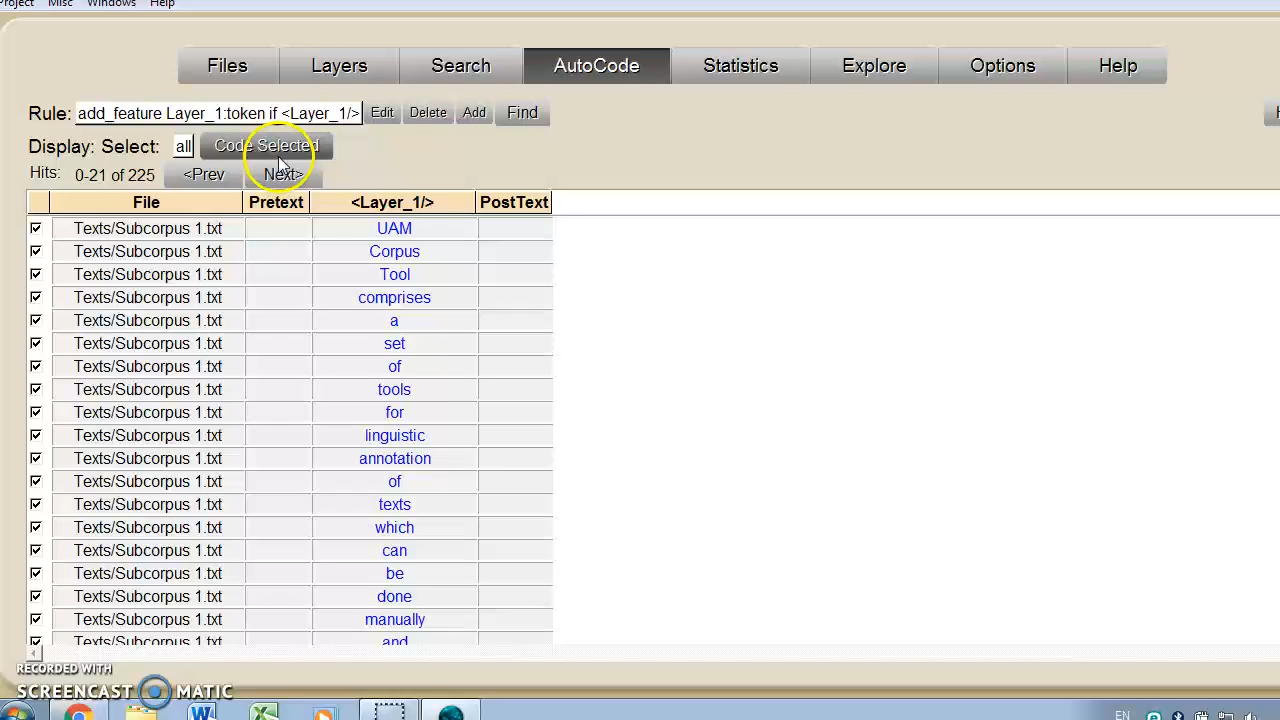 Project Misc Windows Help
Files Layers Search AutoCode Statistics Explore Options Help
Rule: add_feature Layer_1:token if <Layer_1/> Edit Delete Add Find
Display: Select: all Code Selected
Hits: 0-21 of 225 <Prev Next>
File Pretext <Layer_1/> PostText
Texts/Subcorpus 1.txt UAM
Texts/Subcorpus 1.txt Corpus
Texts/Subcorpus 1.txt Tool
Texts/Subcorpus 1.txt comprises
Texts/Subcorpus 1.txt a
Texts/Subcorpus 1.txt set
Texts/Subcorpus 1.txt of
Texts/Subcorpus 1.txt tools
Texts/Subcorpus 1.txt for
Texts/Subcorpus 1.txt linguistic
Texts/Subcorpus 1.txt annotation
Texts/Subcorpus 1.txt of
Texts/Subcorpus 1.txt texts
Texts/Subcorpus 1.txt which
Texts/Subcorpus 1.txt can
Texts/Subcorpus 1.txt be
Texts/Subcorpus 1.txt done
Texts/Subcorpus 1.txt manually
Texts/Subcorpus 1.txt and
RECORDED WITH
SCREENCAST MATIC
EN